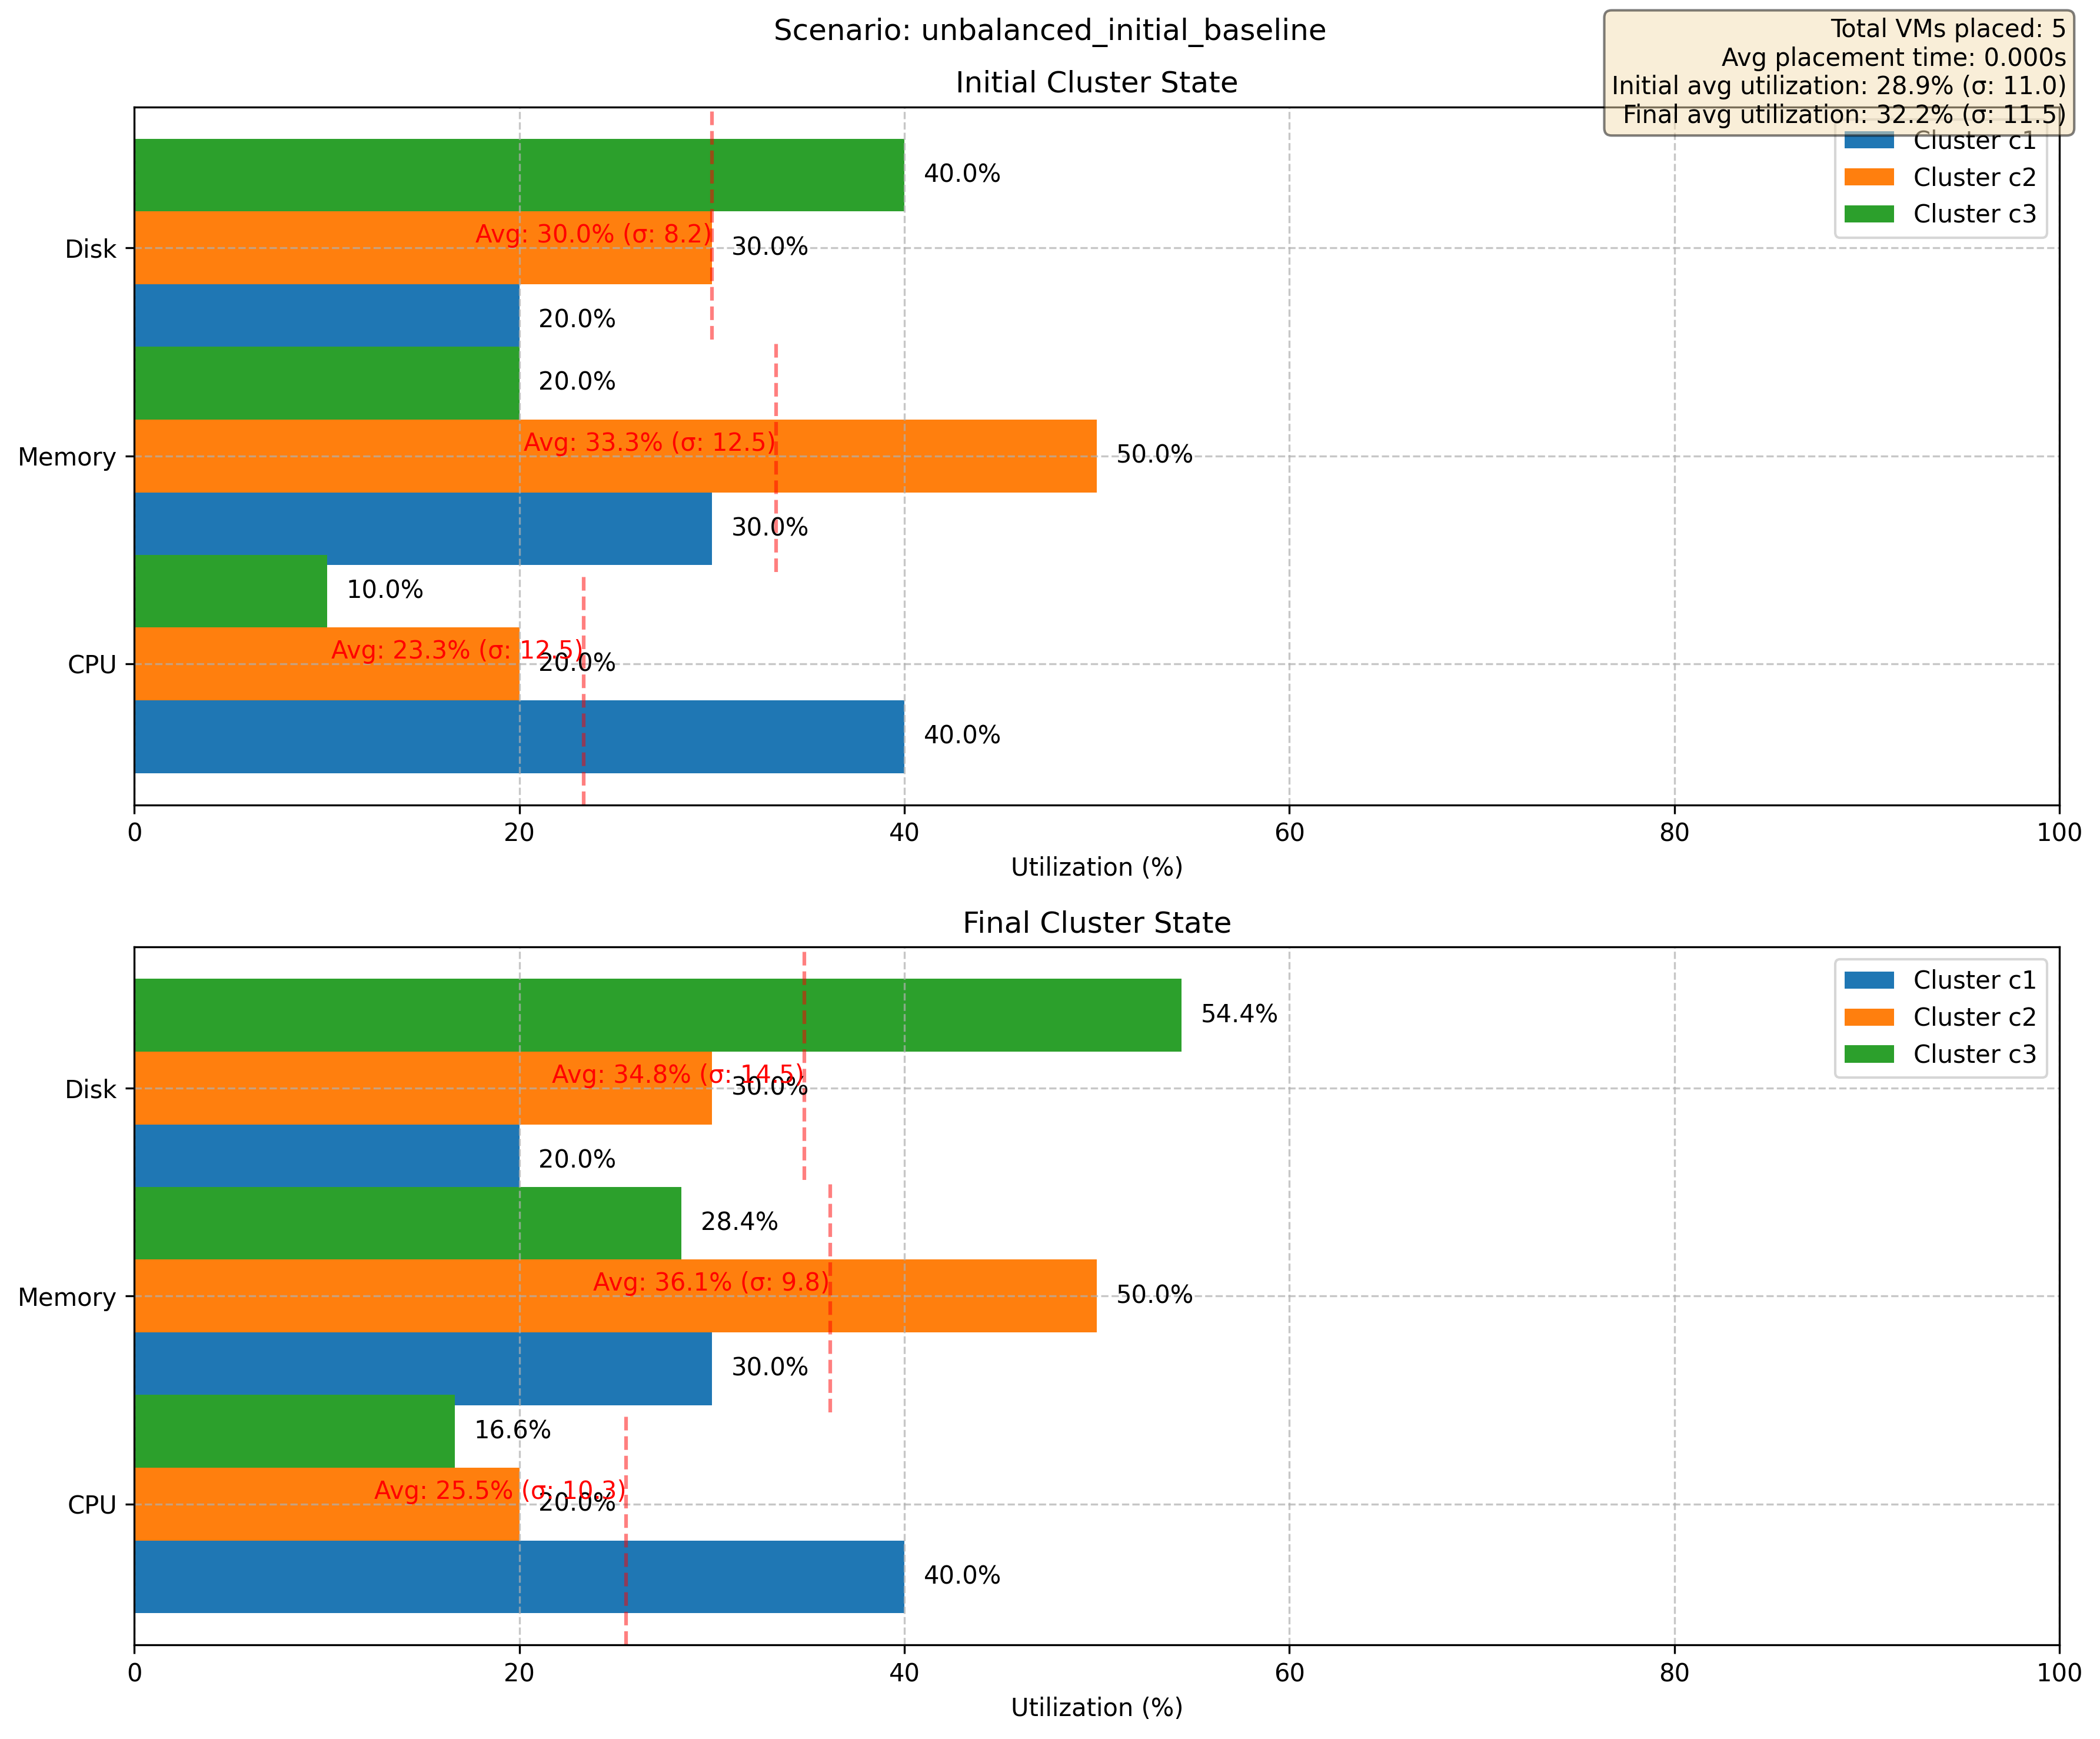 Scenario: unbalanced_initial_baseline
Total VMs placed: 5
Avg placement time: 0.000s
Initial avg utilization: 28.9% (σ: 11.0)
Final avg utilization: 32.2% (σ: 11.5)
Initial Cluster State
Cluster c1
Cluster c2
Cluster c3
40.0%
Disk
Avg: 30.0% (σ: 8.2)
30.0%
20.0%
20.0%
Memory
Avg: 33.3% (σ: 12.5)
50.0%
30.0%
10.0%
CPU
Avg: 23.3% (σ: 12.5)
20.0%
40.0%
0 20 40 60 80 100
Utilization (%)
Final Cluster State
Cluster c1
Cluster c2
Cluster c3
54.4%
Disk
Avg: 34.8% (σ: 14.5)
30.0%
20.0%
28.4%
Memory
Avg: 36.1% (σ: 9.8)
50.0%
30.0%
16.6%
CPU
Avg: 25.5% (σ: 10.3)
20.0%
40.0%
0 20 40 60 80 100
Utilization (%)